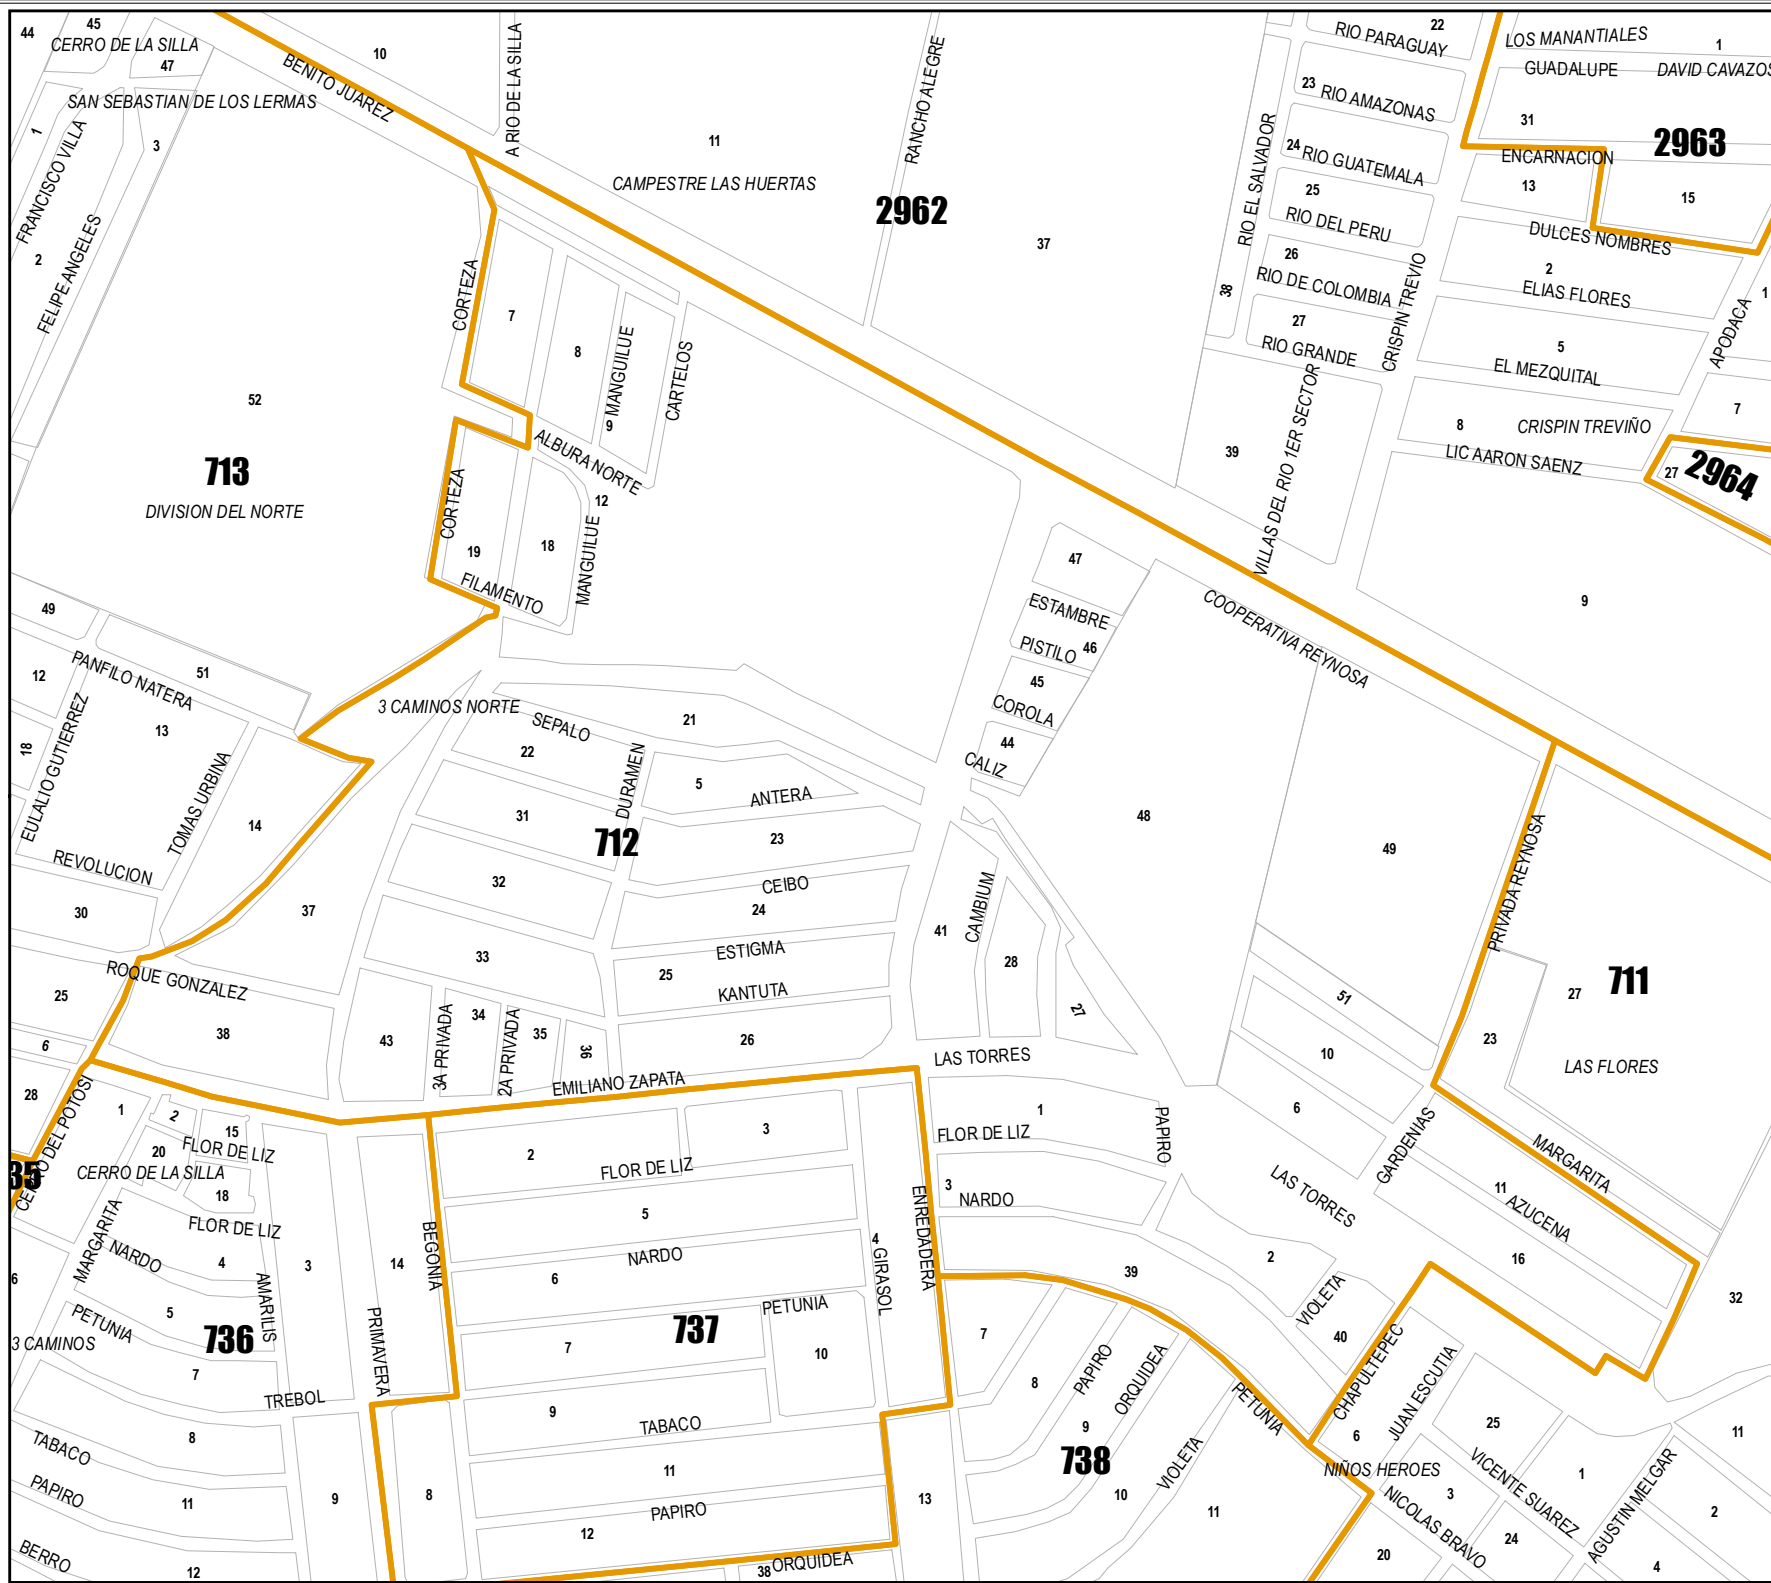 44
45
CERRO DE LA SILLA
47
10
BENITO JUAREZ
A RIO DE LA SILLA
SAN SEBASTIAN DE LOS LERMAS
1
FRANCISCO VILLA
3
2
FELIPE ANGELES
11
CAMPESTRE LAS HUERTAS
RANCHO ALEGRE
2962
37
RIO PARAGUAY
22
23
RIO AMAZONAS
24
RIO GUATEMALA
25
RIO DEL PERU
26
RIO DE COLOMBIA
27
RIO GRANDE
RIO EL SALVADOR
38
CRISPIN TREVIO
LOS MANANTIALES
1
GUADALUPE
DAVID CAVAZOS
31
2963
ENCARNACION
13
15
DULCES NOMBRES
2
ELIAS FLORES
1
APODACA
5
EL MEZQUITAL
7
8
CRISPIN TREVIÑO
LIC AARON SAENZ
27
2964
39
VILLAS DEL RIO 1ER SECTOR
9
52
713
DIVISION DEL NORTE
CORTEZA
7
8
MANGUILUE
9
CARTELOS
ALBURA NORTE
12
CORTEZA
19
18
MANGUILUE
FILAMENTO
47
ESTAMBRE
PISTILO
46
45
COROLA
44
CALIZ
COOPERATIVA REYNOSA
49
51
12
PANFILO NATERA
13
18
EULALIO GUTIERREZ
TOMAS URBINA
14
REVOLUCION
30
37
3 CAMINOS NORTE
SEPALO
21
22
DURAMEN
5
ANTERA
31
712
23
32
CEIBO
24
33
ESTIGMA
25
KANTUTA
26
41
CAMBIUM
28
27
48
49
PRIVADA REYNOSA
51
10
23
27
711
LAS FLORES
ROQUE GONZALEZ
25
38
6
28
43
3A PRIVADA
34
2A PRIVADA
35
36
EMILIANO ZAPATA
LAS TORRES
6
GARDENIAS
MARGARITA
11
AZUCENA
LAS TORRES
16
32
35
CERRO DEL POTOSI
1
2
15
FLOR DE LIZ
20
CERRO DE LA SILLA
18
FLOR DE LIZ
MARGARITA
NARDO
4
6
5
PETUNIA
AMARILIS
3
3 CAMINOS
736
7
TREBOL
8
TABACO
PAPIRO
11
BERRO
12
9
14
PRIMAVERA
BEGONIA
8
2
3
FLOR DE LIZ
5
NARDO
4
GIRASOL
6
PETUNIA
737
7
10
9
TABACO
11
PAPIRO
12
38
ORQUIDEA
ENREDADERA
13
1
FLOR DE LIZ
PAPIRO
3
NARDO
39
2
VIOLETA
40
7
8
PAPIRO
ORQUIDEA
9
738
10
VIOLETA
11
PETUNIA
CHAPULTEPEC
6
JUAN ESCUTIA
25
NIÑOS HEROES
VICENTE SUAREZ
3
NICOLAS BRAVO
20
24
1
AGUSTIN MELGAR
11
2
4